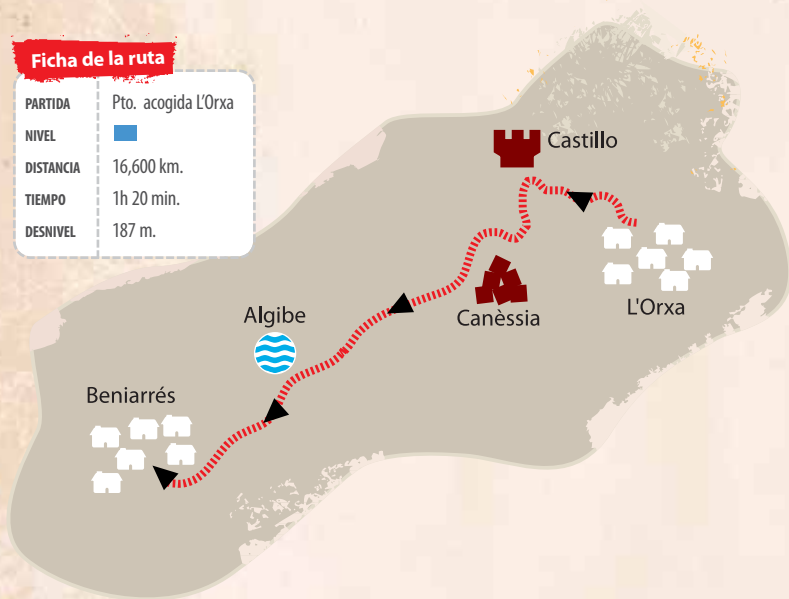 Ficha de la ruta
PARTIDA Pto. acogida L'Orxa
NIVEL
DISTANCIA 16,600 km.
TIEMPO 1h 20 min.
DESNIVEL 187 m.
Castillo
L'Orxa
Canèssia
Algibe
Beniarrés